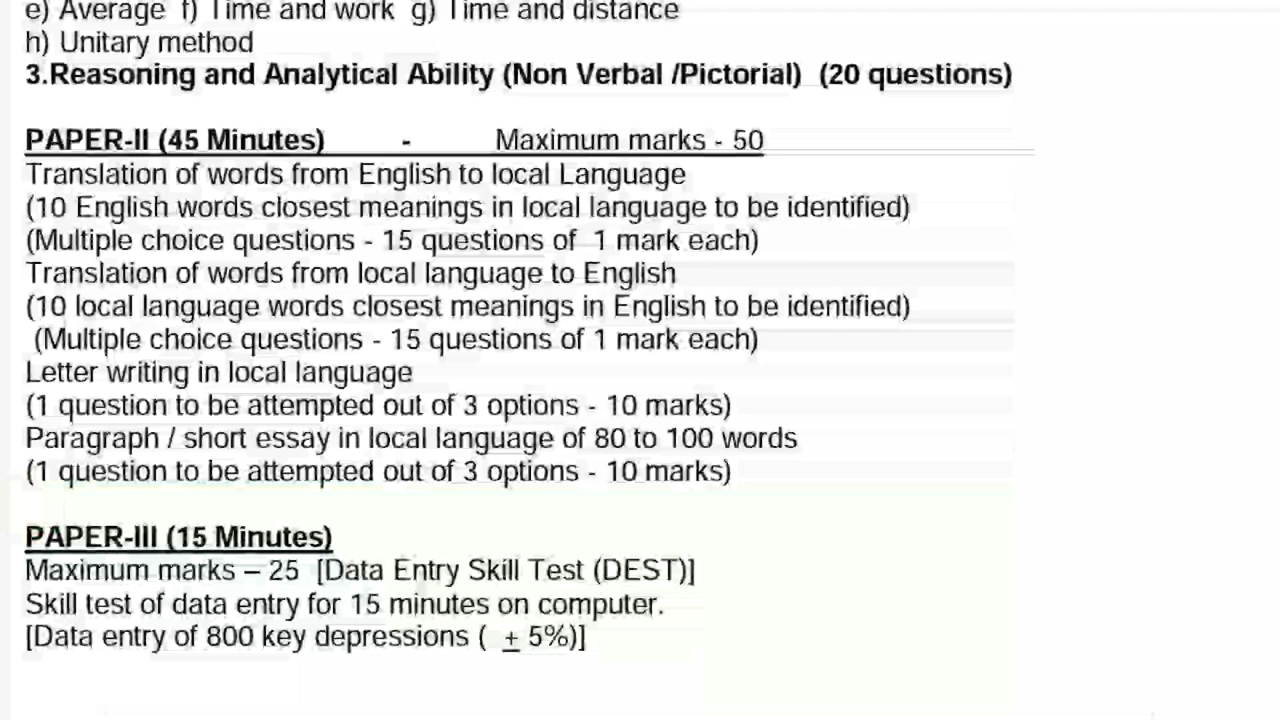 e) Average f) Time and work g) Time and distance
h) Unitary method
3.Reasoning and Analytical Ability (Non Verbal /Pictorial) (20 questions)
PAPER-II (45 Minutes) - Maximum marks - 50
Translation of words from English to local Language
(10 English words closest meanings in local language to be identified)
(Multiple choice questions - 15 questions of 1 mark each)
Translation of words from local language to English
(10 local language words closest meanings in English to be identified)
(Multiple choice questions - 15 questions of 1 mark each)
Letter writing in local language
(1 question to be attempted out of 3 options - 10 marks)
Paragraph / short essay in local language of 80 to 100 words
(1 question to be attempted out of 3 options - 10 marks)
PAPER-III (15 Minutes)
Maximum marks – 25 [Data Entry Skill Test (DEST)]
Skill test of data entry for 15 minutes on computer.
[Data entry of 800 key depressions ( ± 5%)]